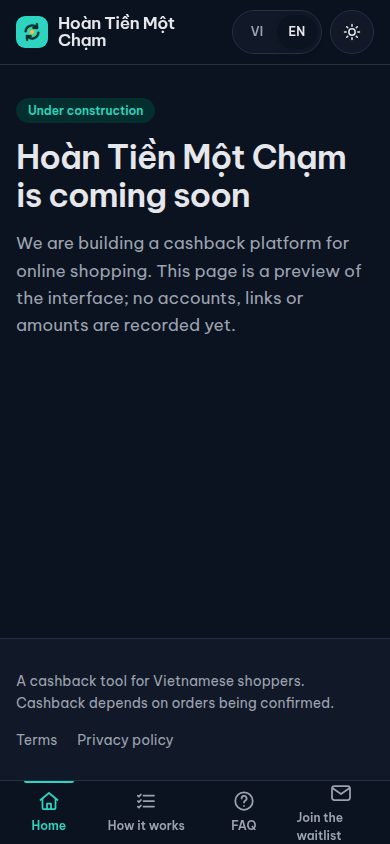 Hoàn Tiền Một
Chạm
VI
EN
Under construction
Hoàn Tiền Một Chạm
is coming soon
We are building a cashback platform for
online shopping. This page is a preview of
the interface; no accounts, links or
amounts are recorded yet.
A cashback tool for Vietnamese shoppers.
Cashback depends on orders being confirmed.
Terms
Privacy policy
Home
How it works
FAQ
Join the
waitlist